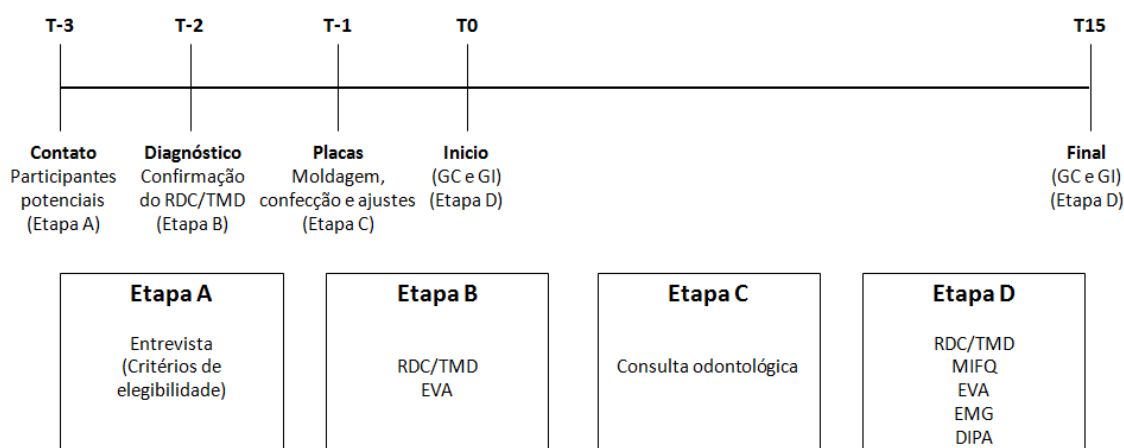 T-3 T-2 T-1 T0 T15
Contato
Participantes
potenciais
(Etapa A)
Diagnóstico
Confirmação
do RDC/TMD
(Etapa B)
Placas
Moldagem,
confecção e ajustes
(Etapa C)
Inicio
(GC e GI)
(Etapa D)
Final
(GC e GI)
(Etapa D)
Etapa A
Entrevista
(Critérios de
elegibilidade)
Etapa B
RDC/TMD
EVA
Etapa C
Consulta odontológica
Etapa D
RDC/TMD
MIFQ
EVA
EMG
DIPA